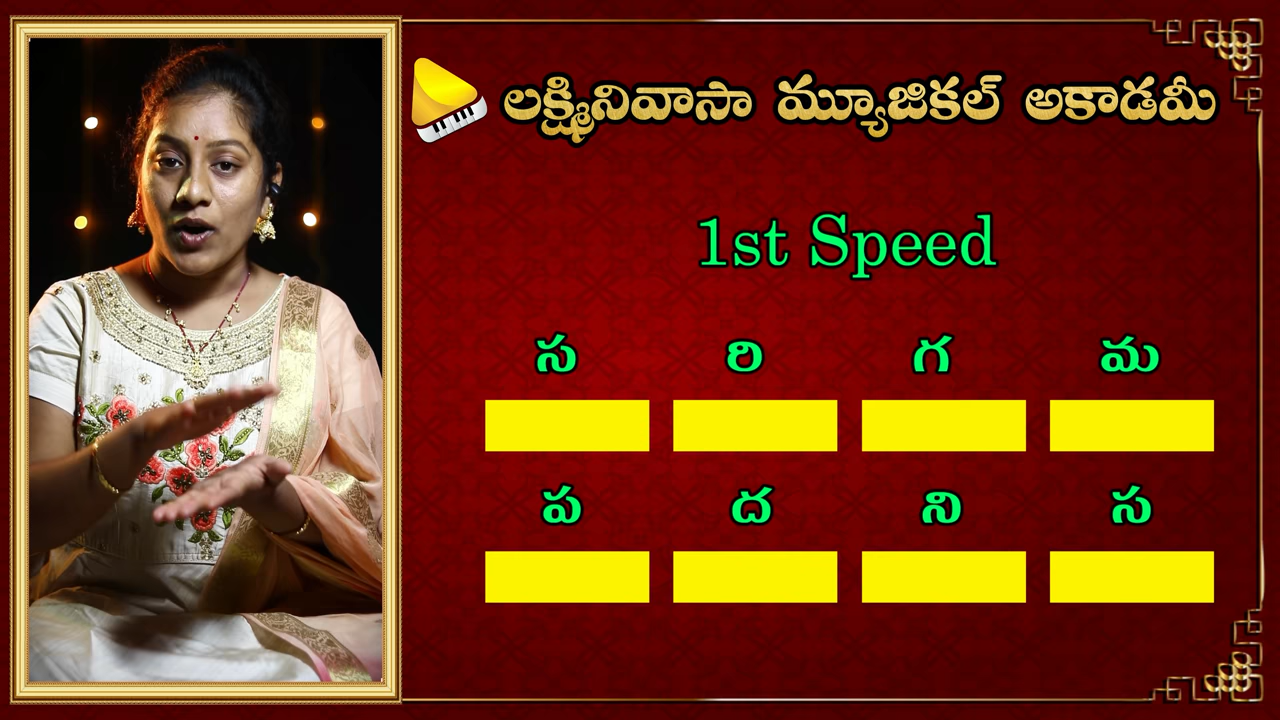 లక్ష్మినివాసా మ్యూజికల్ అకాడమీ
1st Speed
స రి గ మ
ప ద ని స